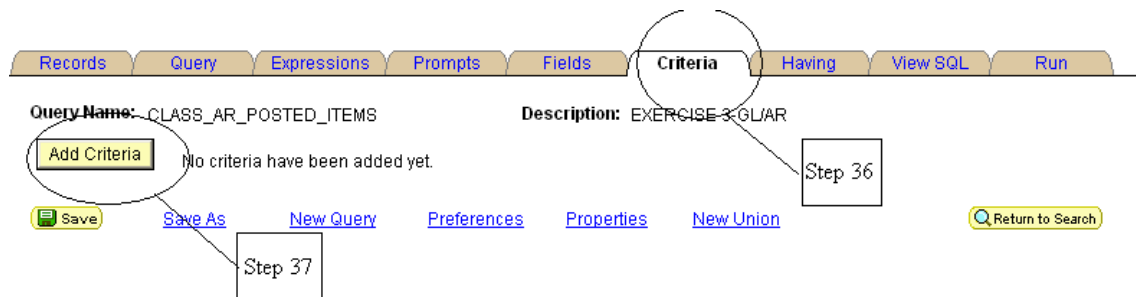 Records Query Expressions Prompts Fields Criteria Having View SQL Run
Query Name: CLASS_AR_POSTED_ITEMS Description: EXERCISE 3-GL/AR
Add Criteria No criteria have been added yet.
Step 36
Save Save As New Query Preferences Properties New Union Return to Search
Step 37